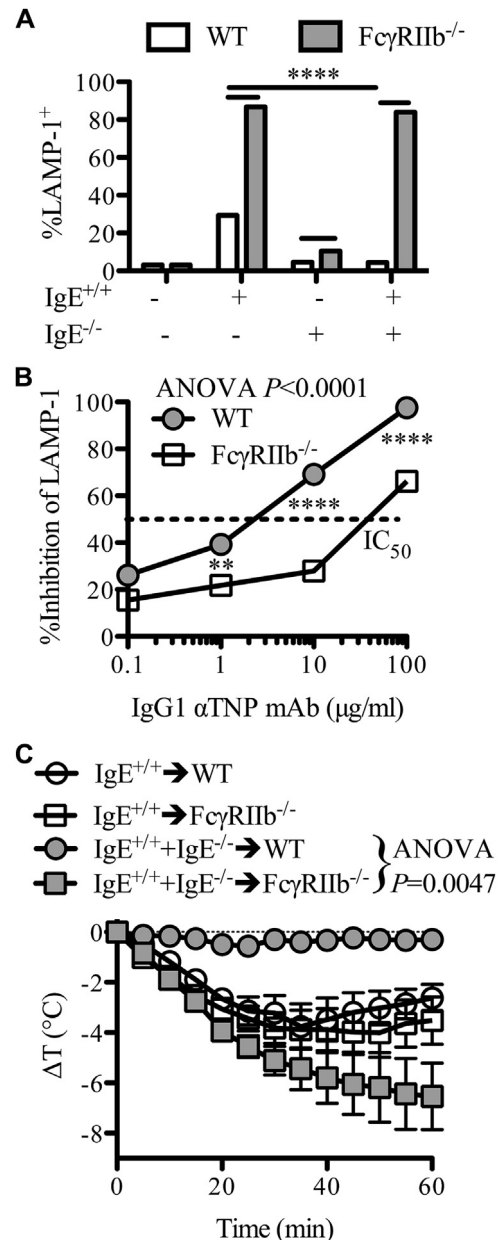 A
WT FcγRIIb-/-
****
%LAMP-1+
100
80
60
40
20
0
IgE+/+ - + - +
IgE-/- - - + +
B
ANOVA P<0.0001
WT
FcγRIIb-/-
%Inhibition of LAMP-1
100
80
60
40
20
0
**
****
****
IC50
0.1 1 10 100
IgG1 αTNP mAb (μg/ml)
C
IgE+/+➔WT
IgE+/+➔FcγRIIb-/-
IgE+/++IgE-/-➔WT
IgE+/++IgE-/-➔FcγRIIb-/-
} ANOVA
P=0.0047
ΔT (°C)
0
-2
-4
-6
-8
0 20 40 60
Time (min)